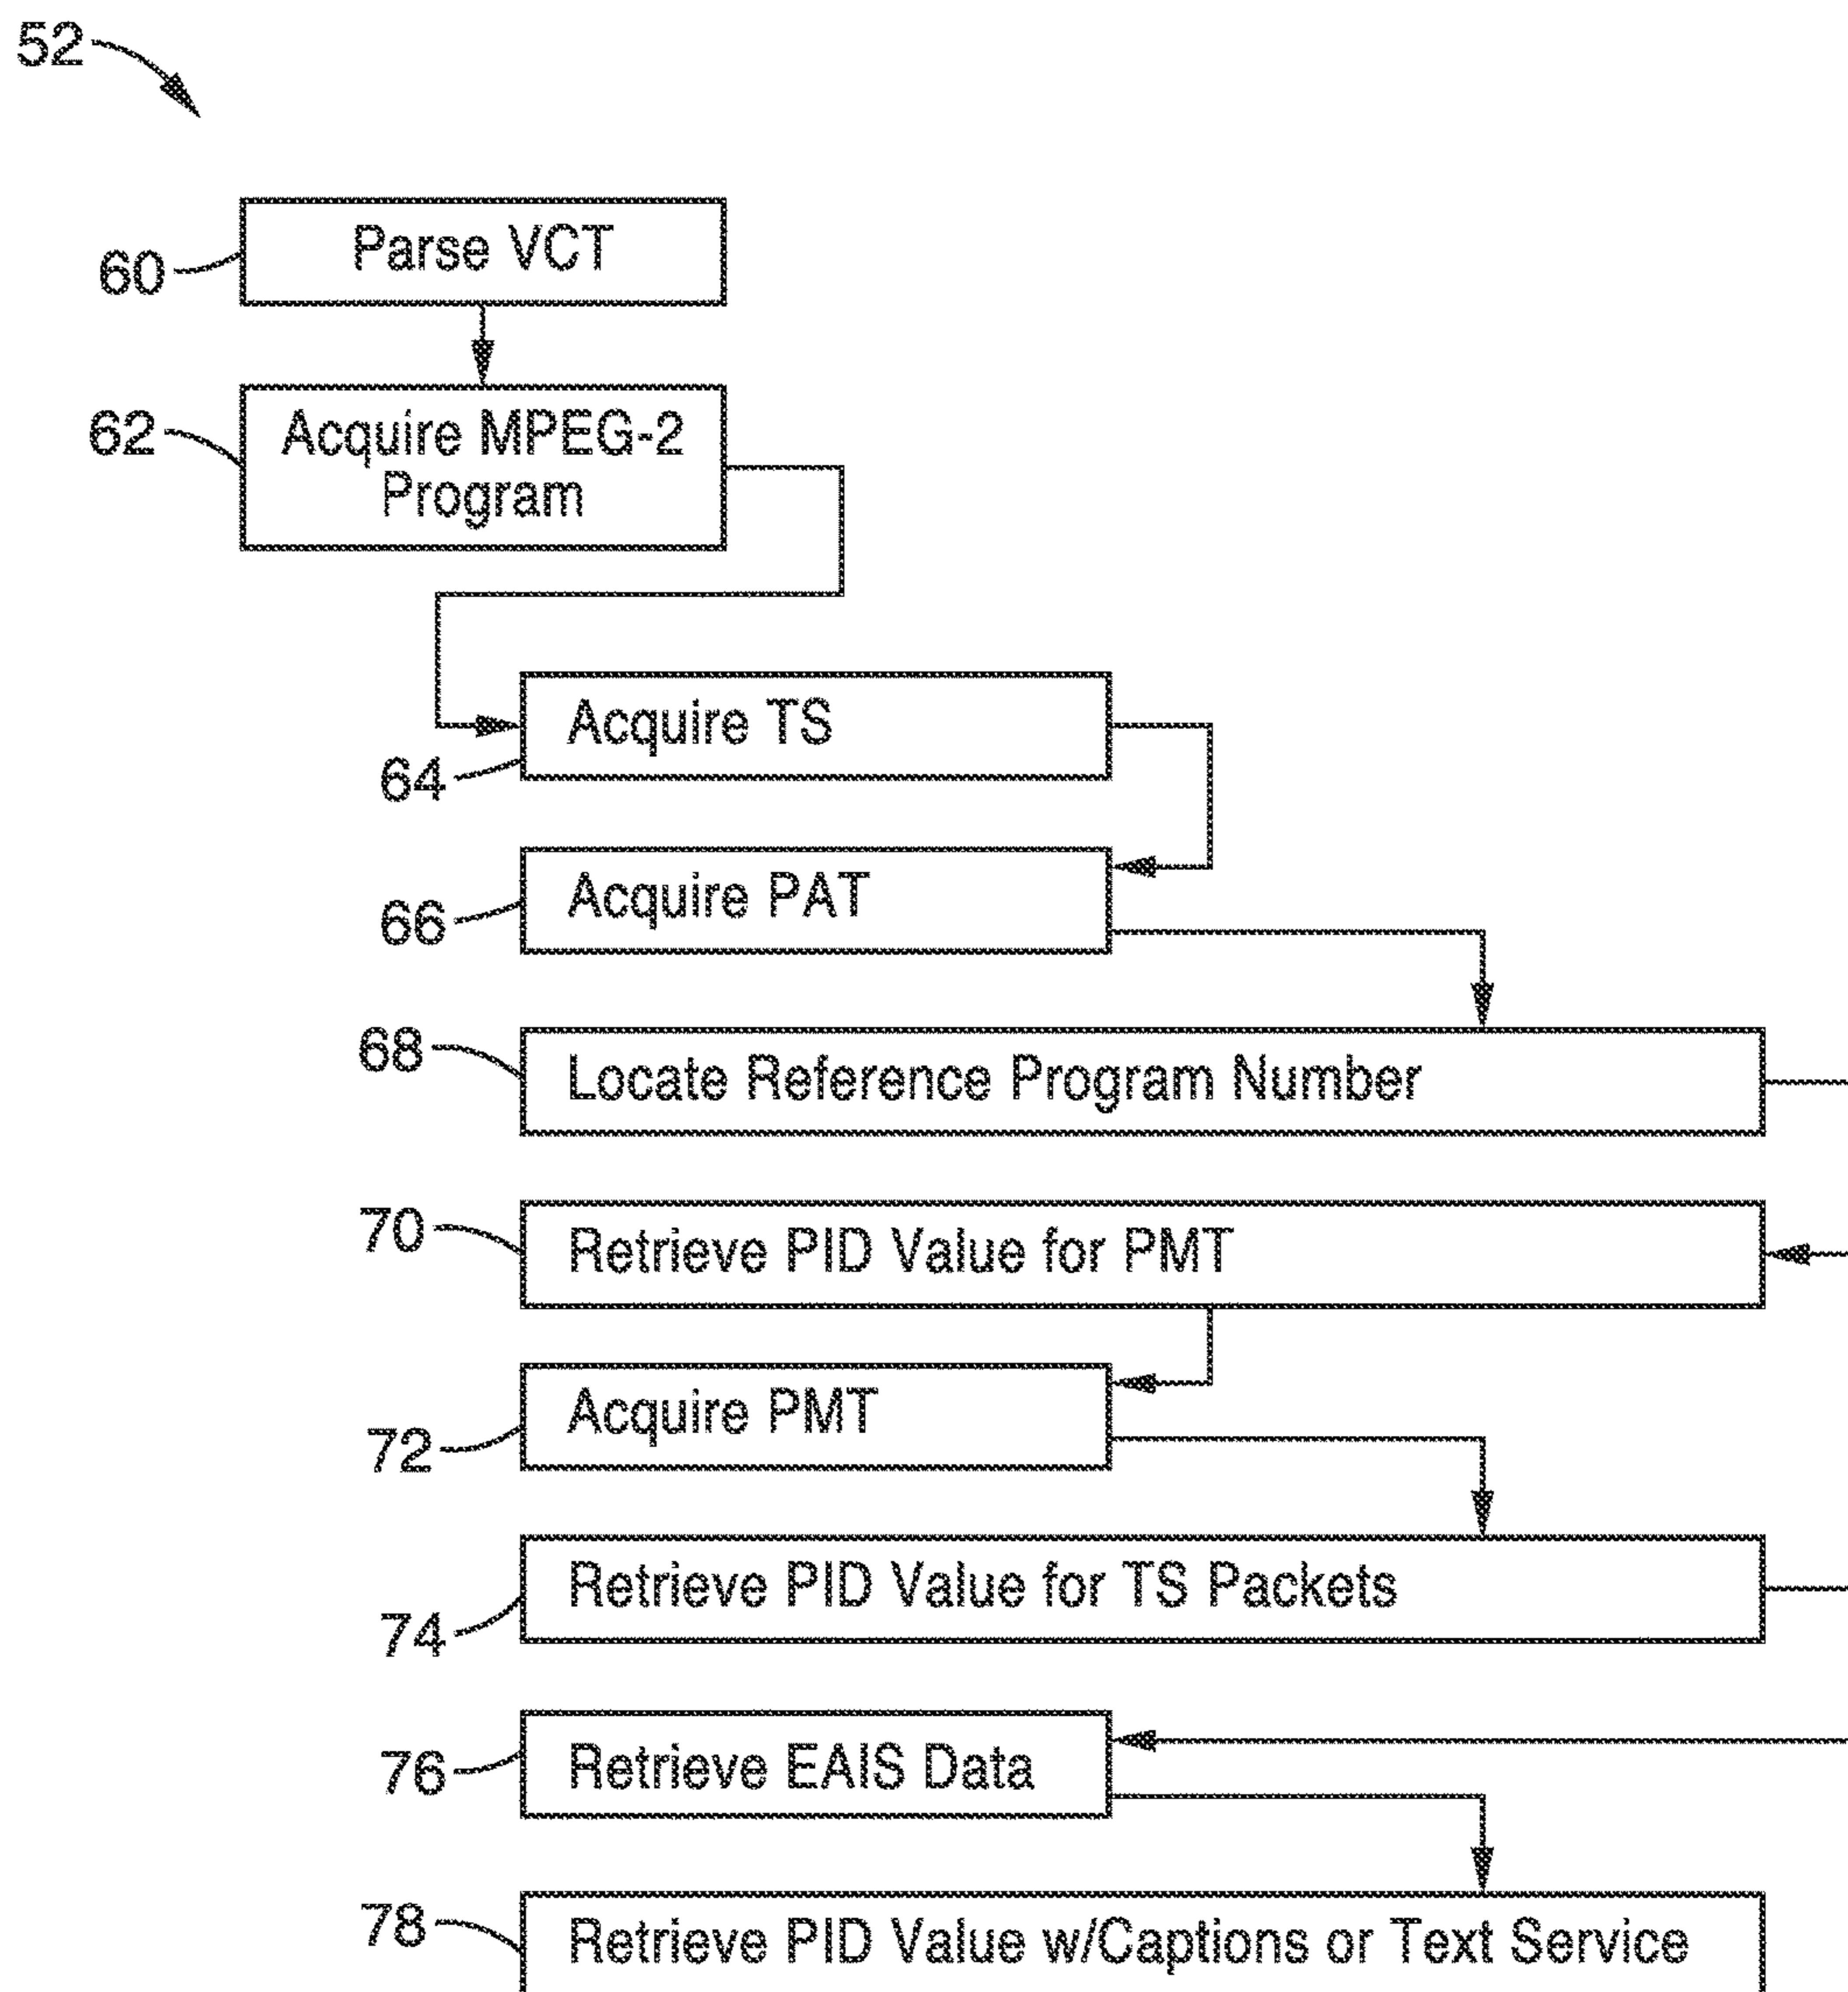 52
60
Parse VCT
62
Acquire MPEG-2
Program
Acquire TS
64
Acquire PAT
66
68
Locate Reference Program Number
70
Retrieve PID Value for PMT
Acquire PMT
72
Retrieve PID Value for TS Packets
74
76
Retrieve EAIS Data
78
Retrieve PID Value w/Captions or Text Service